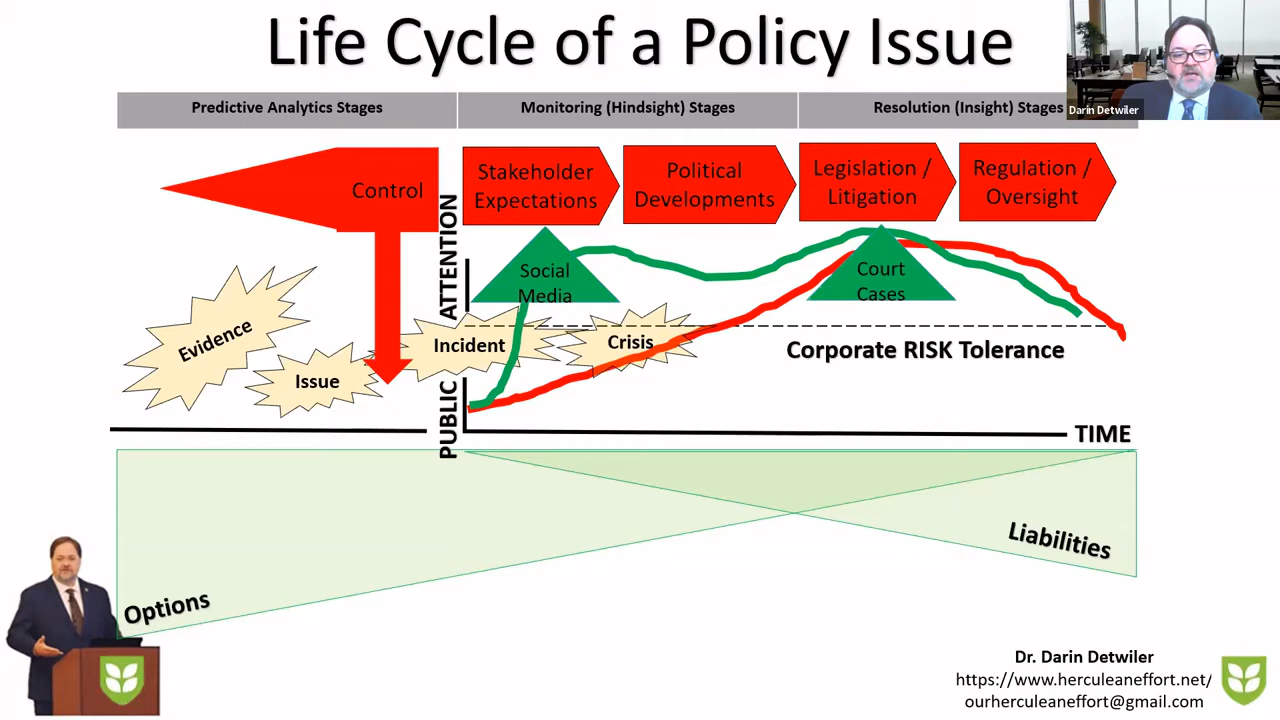 Life Cycle of a Policy Issue
Darin Detwiler
Predictive Analytics Stages
Monitoring (Hindsight) Stages
Resolution (Insight) Stages
Control
Stakeholder
Expectations
Political
Developments
Legislation /
Litigation
Regulation /
Oversight
PUBLIC ATTENTION
Social
Media
Court
Cases
Evidence
Issue
Incident
Crisis
Corporate RISK Tolerance
TIME
Options
Liabilities
Dr. Darin Detwiler
https://www.herculeaneffort.net/
ourherculeaneffort@gmail.com